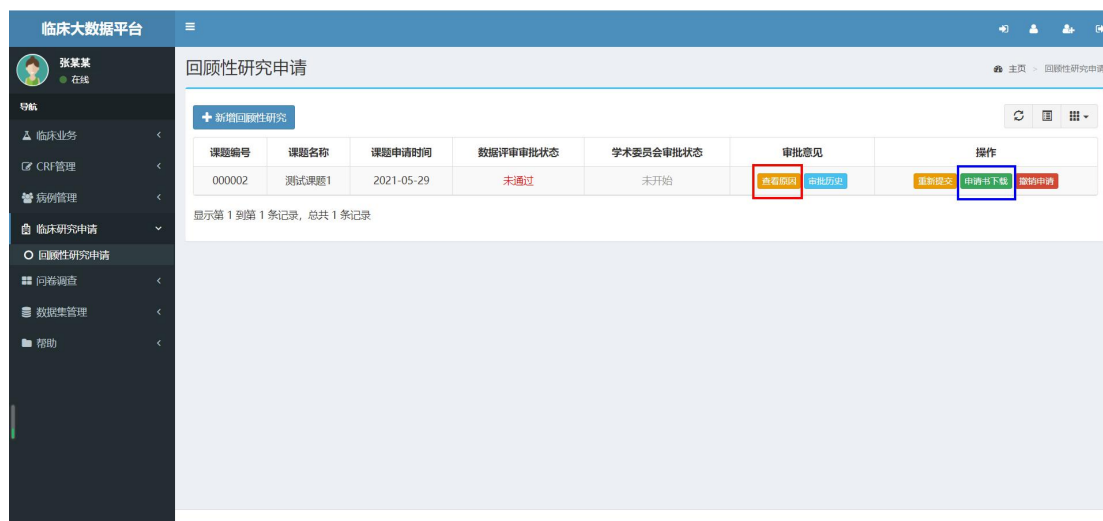 临床大数据平台
张某某
在线
回顾性研究申请
主页 > 回顾性研究申请
导航
新增回顾性研究
临床业务
课题编号 课题名称 课题申请时间 数据评审审批状态 学术委员会审批状态 审批意见 操作
CRF管理
000002 测试课题1 2021-05-29 未通过 未开始 查看原因 审批历史 重新提交 申请书下载 撤销申请
病例管理
显示第 1 到第 1 条记录，总共 1 条记录
临床研究申请
回顾性研究申请
问卷调查
数据集管理
帮助